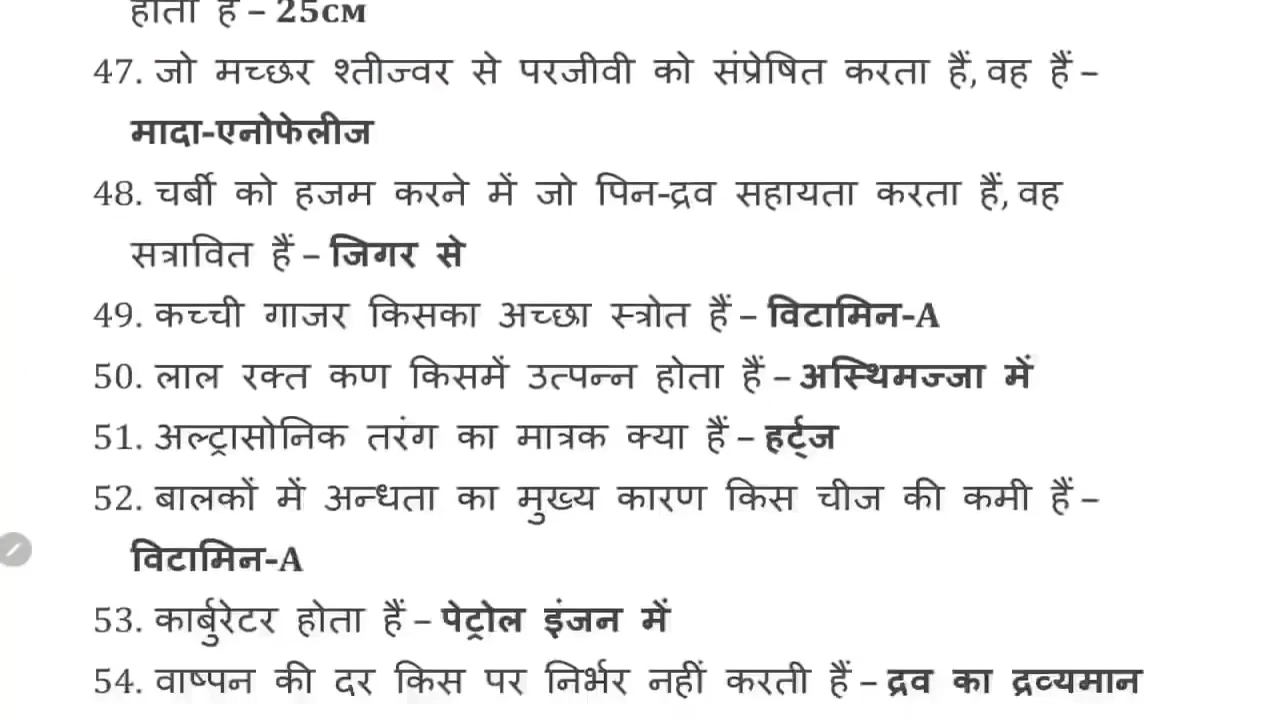 होता हैं – 25CM
47. जो मच्छर श्तीज्वर से परजीवी को संप्रेषित करता हैं, वह हैं –
मादा-एनोफेलीज
48. चर्बी को हजम करने में जो पिन-द्रव सहायता करता हैं, वह
सत्रावित हैं – जिगर से
49. कच्ची गाजर किसका अच्छा स्त्रोत हैं – विटामिन-A
50. लाल रक्त कण किसमें उत्पन्न होता हैं – अस्थिमज्जा में
51. अल्ट्रासोनिक तरंग का मात्रक क्या हैं – हर्ट्ज
52. बालकों में अन्धता का मुख्य कारण किस चीज की कमी हैं –
विटामिन-A
53. कार्बुरेटर होता हैं – पेट्रोल इंजन में
54. वाष्पन की दर किस पर निर्भर नहीं करती हैं – द्रव का द्रव्यमान